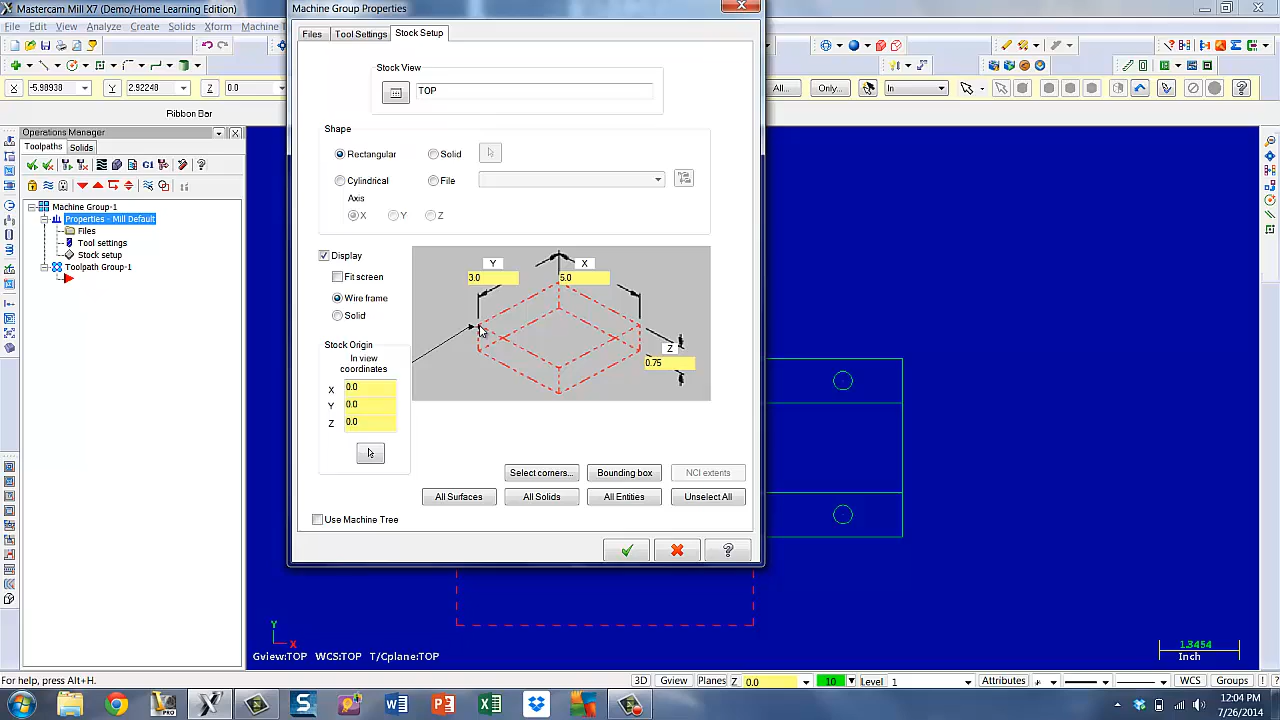 Mastercam Mill X7 (Demo/Home Learning Edition)
Machine Group Properties
File Edit View Analyze Create Solids Xform Machine T
Files Tool Settings Stock Setup
X -5.90933 Y 2.92240 Z 0.0
All... Only... In
Ribbon Bar
Operations Manager
Toolpaths Solids
G1
Machine Group-1
Properties - Mill Default
Files
Tool settings
Stock setup
Toolpath Group-1
Stock View
TOP
Shape
Rectangular Solid
Cylindrical File
Axis
X Y Z
Display
Fit screen
Wire frame
Solid
Y X
3.0 5.0
Z
0.75
Stock Origin
In view
coordinates
X 0.0
Y 0.0
Z 0.0
Select corners... Bounding box NCI extents
All Surfaces All Solids All Entities Unselect All
Use Machine Tree
Y
X
Gview:TOP WCS:TOP T/Cplane:TOP
1.3454
Inch
For help, press Alt+H.
3D Gview Planes Z 0.0 10 Level 1 Attributes WCS Groups
12:04 PM
7/26/2014